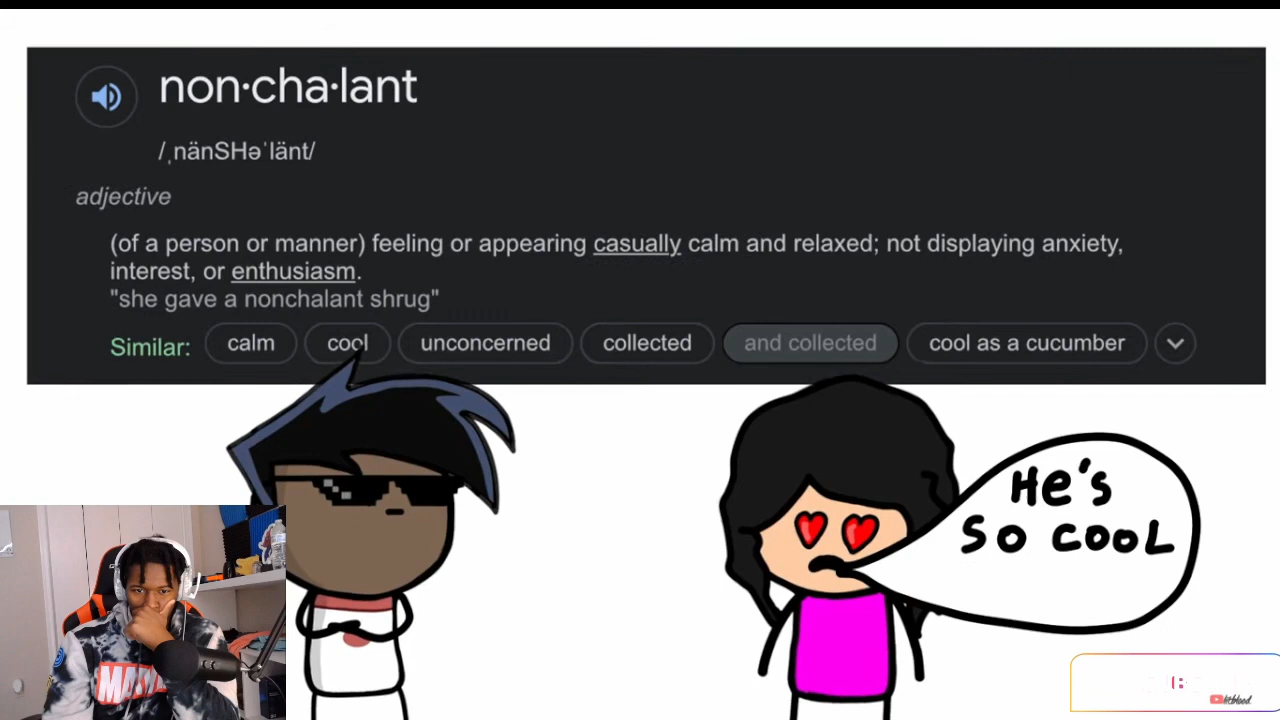 non·cha·lant
/ˌnänSHəˈlänt/
adjective
(of a person or manner) feeling or appearing casually calm and relaxed; not displaying anxiety,
interest, or enthusiasm.
"she gave a nonchalant shrug"
Similar: calm cool unconcerned collected and collected cool as a cucumber
He's
so cool